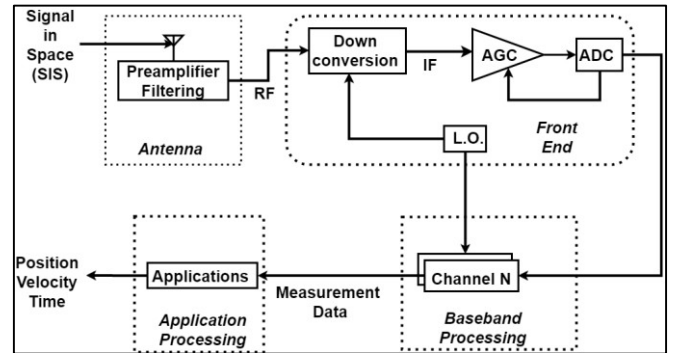 Signal
in
Space
(SIS)
Preamplifier
Filtering
Antenna
RF
Down
conversion
IF
AGC
ADC
L.O.
Front
End
Position
Velocity
Time
Applications
Application
Processing
Measurement
Data
Channel N
Baseband
Processing